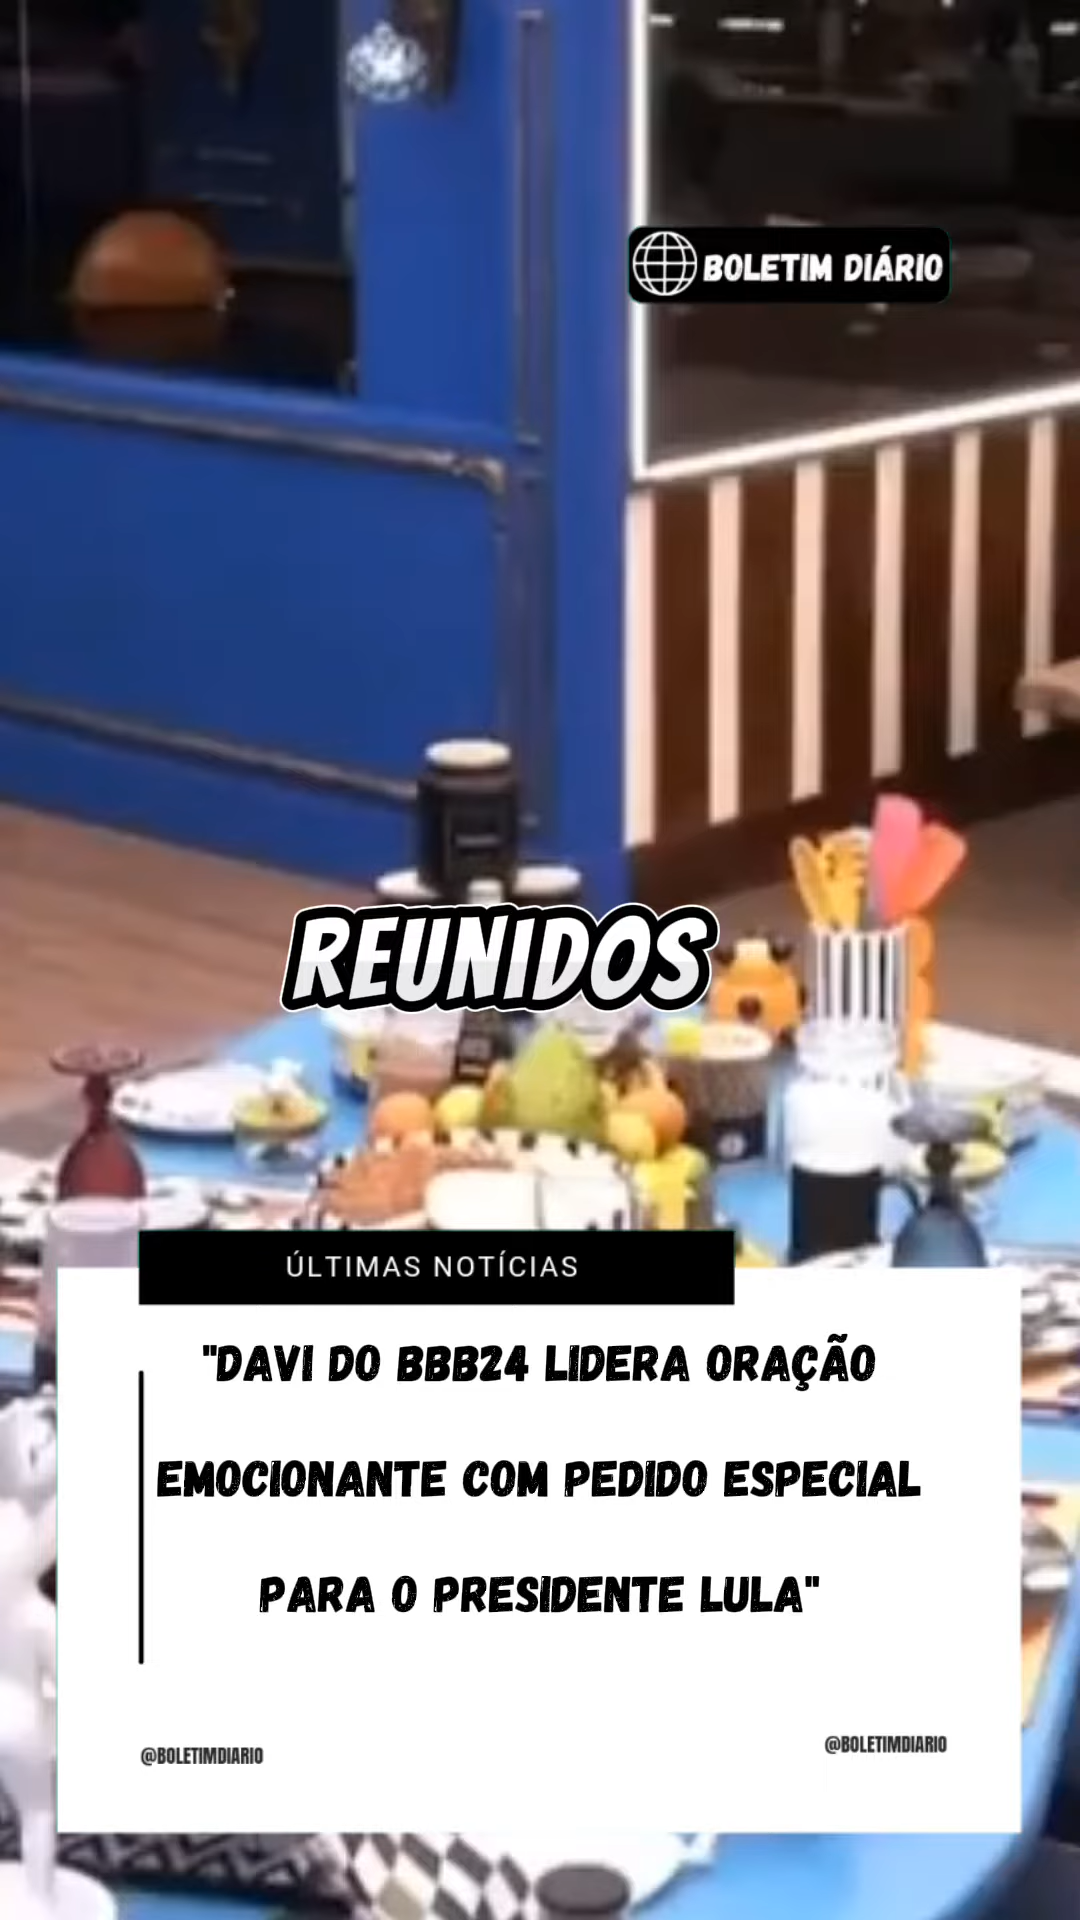 BOLETIM DIÁRIO
REUNIDOS
ÚLTIMAS NOTÍCIAS
"DAVI DO BBB24 LIDERA ORAÇÃO
EMOCIONANTE COM PEDIDO ESPECIAL
PARA O PRESIDENTE LULA"
@BOLETIMDIARIO
@BOLETIMDIARIO